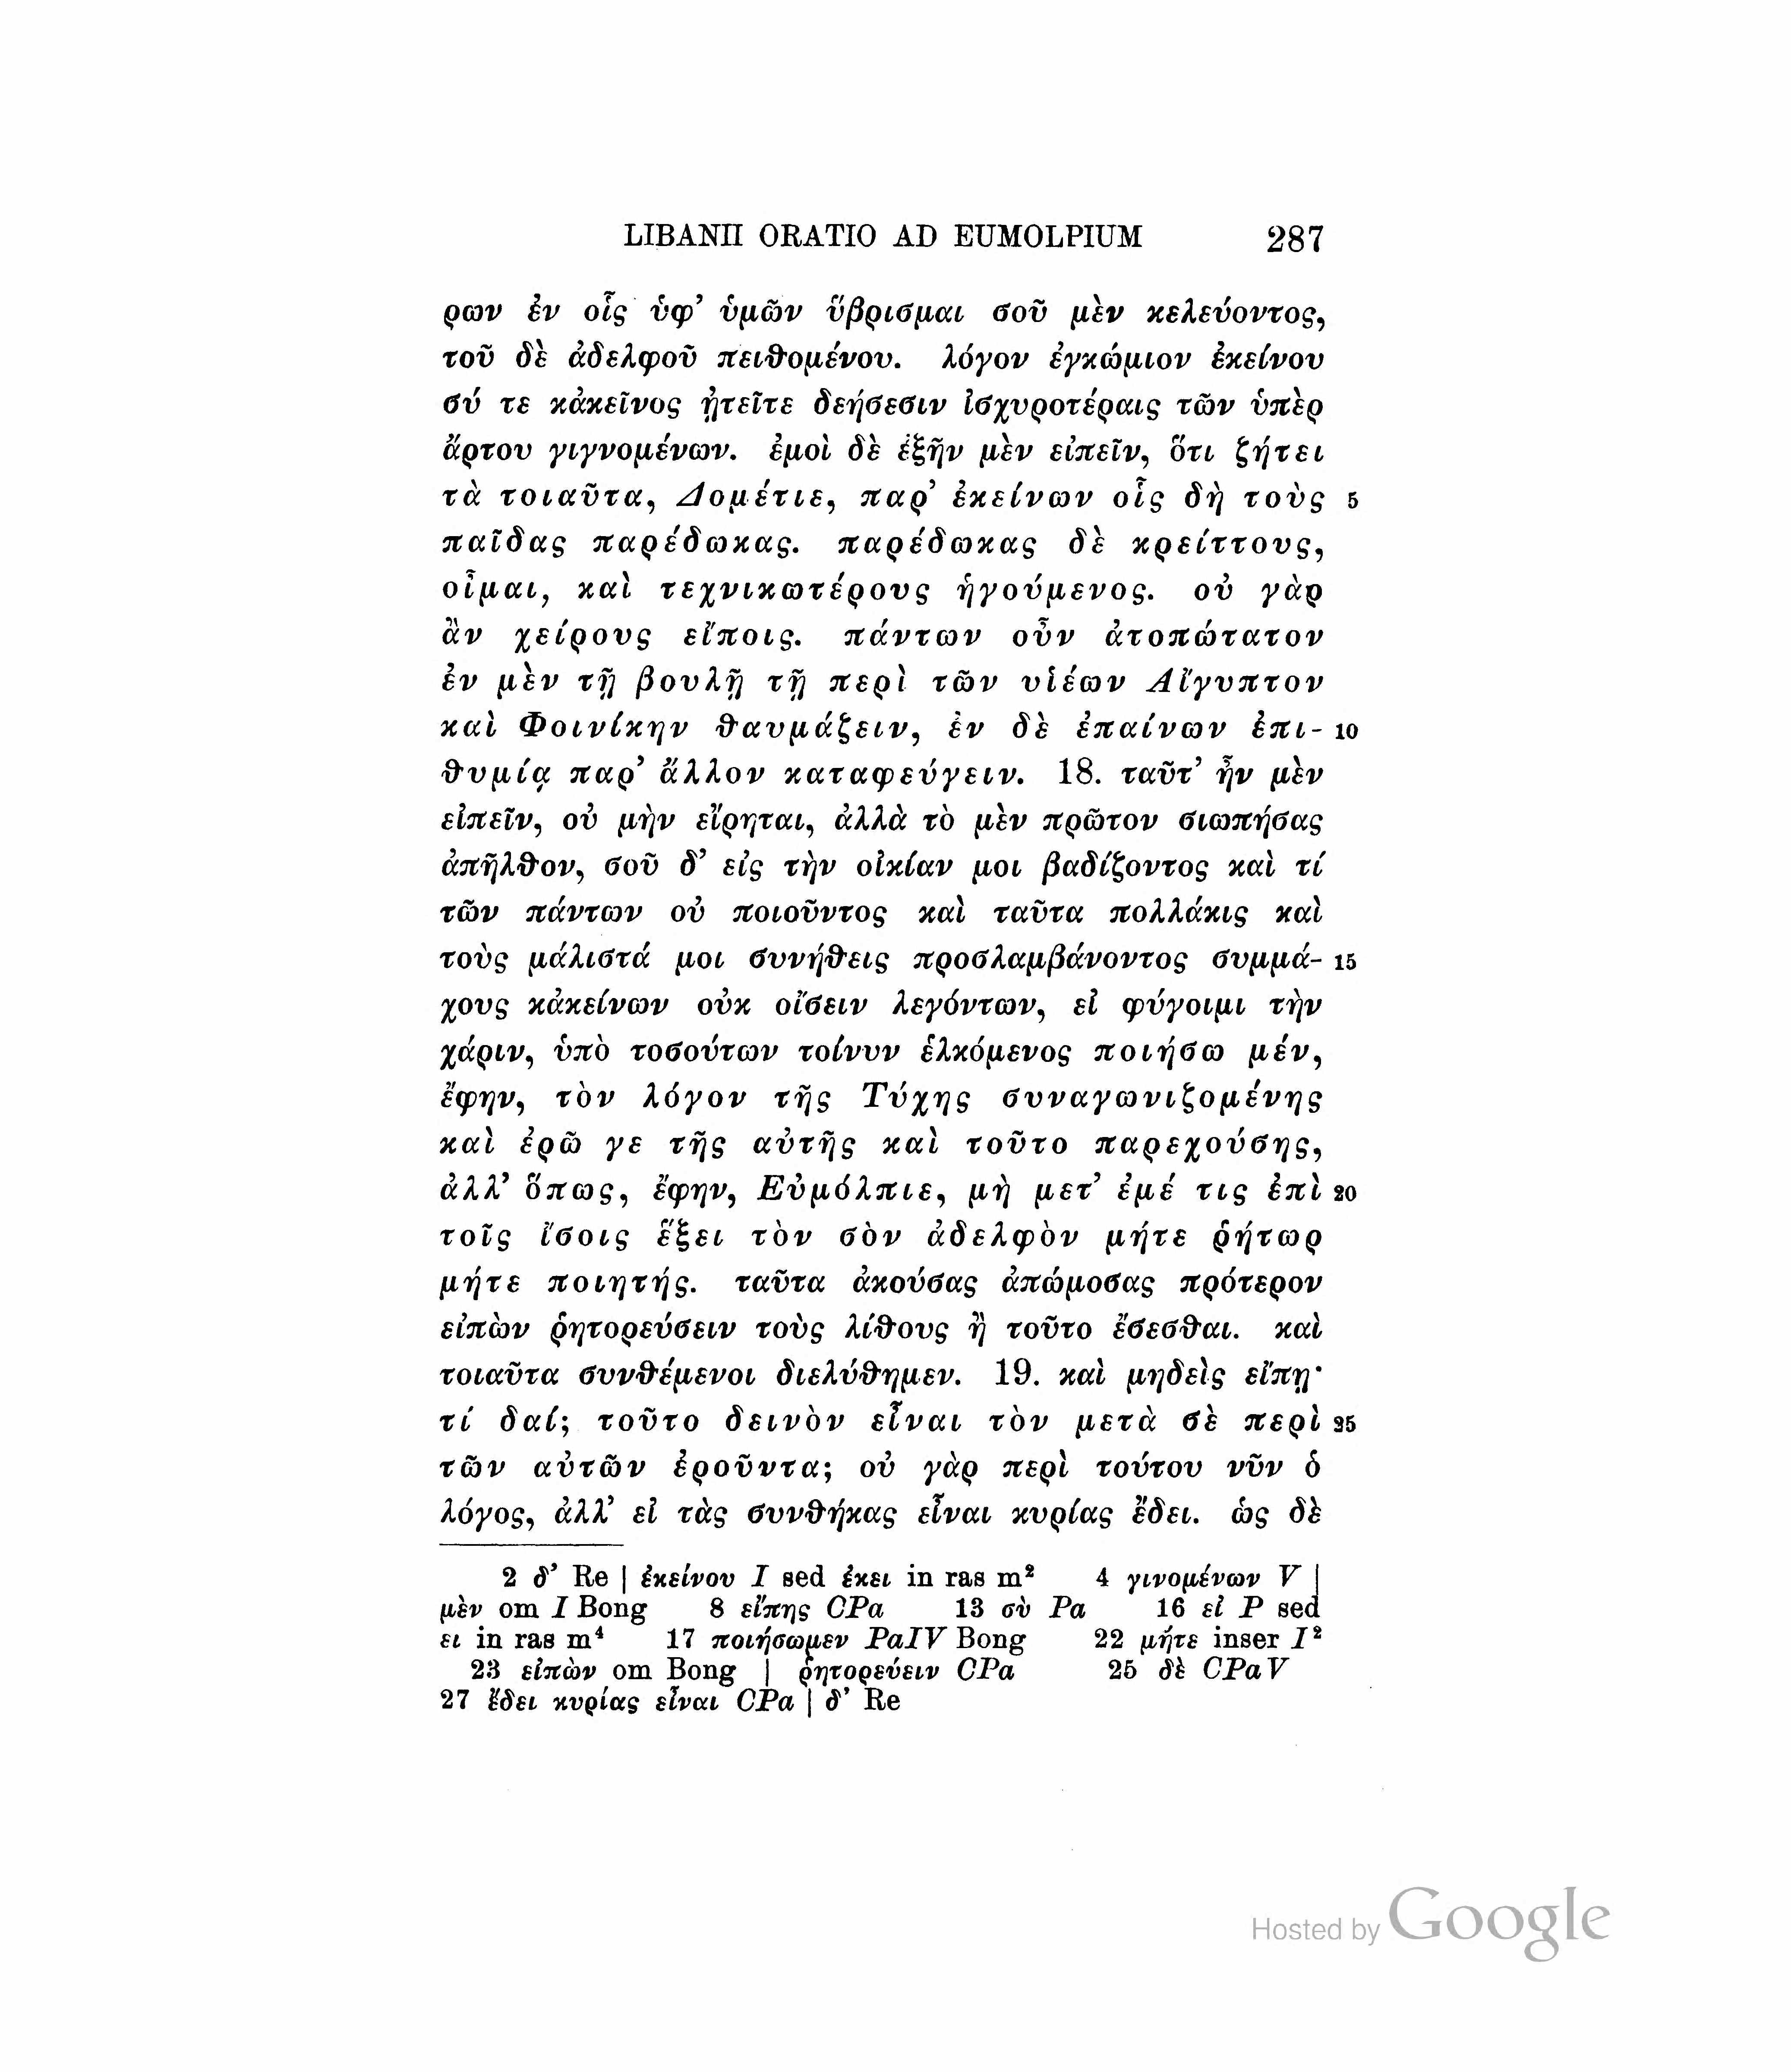 LIBANII ORATIO AD EUMOLPIUM 287
ρων ἐν οἷς ὑφ’ ὑμῶν ὕβρισμαι σοῦ μὲν κελεύοντος,
τοῦ δὲ ἀδελφοῦ πειθομένου. λόγον ἐγκώμιον ἐκείνου
σύ τε κἀκεῖνος ᾐτεῖτε δεήσεσιν ἰσχυροτέραις τῶν ὑπὲρ
ἄρτου γιγνομένων. ἐμοὶ δὲ ἐξῆν μὲν εἰπεῖν, ὅτι ζήτει
τὰ τοιαῦτα, Δομέτιε, παρ’ ἐκείνων οἷς δὴ τοὺς 5
παῖδας παρέδωκας. παρέδωκας δὲ κρείττους,
οἶμαι, καὶ τεχνικωτέρους ἡγούμενος. οὐ γὰρ
ἂν χείρους εἴποις. πάντων οὖν ἀτοπώτατον
ἐν μὲν τῇ βουλῇ τῇ περὶ τῶν υἱέων Αἴγυπτον
καὶ Φοινίκην θαυμάζειν, ἐν δὲ ἐπαίνων ἐπι- 10
θυμίᾳ παρ’ ἄλλον καταφεύγειν. 18. ταῦτ’ ἦν μὲν
εἰπεῖν, οὐ μὴν εἴρηται, ἀλλὰ τὸ μὲν πρῶτον σιωπήσας
ἀπῆλθον, σοῦ δ’ εἰς τὴν οἰκίαν μοι βαδίζοντος καὶ τί
τῶν πάντων οὐ ποιοῦντος καὶ ταῦτα πολλάκις καὶ
τοὺς μάλιστά μοι συνήθεις προσλαμβάνοντος συμμά- 15
χους κἀκείνων οὐκ οἴσειν λεγόντων, εἰ φύγοιμι τὴν
χάριν, ὑπὸ τοσούτων τοίνυν ἑλκόμενος ποιήσω μέν,
ἔφην, τὸν λόγον τῆς Τύχης συναγωνιζομένης
καὶ ἐρῶ γε τῆς αὐτῆς καὶ τοῦτο παρεχούσης,
ἀλλ’ ὅπως, ἔφην, Εὐμόλπιε, μὴ μετ’ ἐμέ τις ἐπὶ 20
τοῖς ἴσοις ἕξει τὸν σὸν ἀδελφὸν μήτε ῥήτωρ
μήτε ποιητής. ταῦτα ἀκούσας ἀπώμοσας πρότερον
εἰπὼν ῥητορεύσειν τοὺς λίθους ἢ τοῦτο ἔσεσθαι. καὶ
τοιαῦτα συνθέμενοι διελύθημεν. 19. καὶ μηδεὶς εἴπῃ·
τί δαί; τοῦτο δεινὸν εἶναι τὸν μετὰ σὲ περὶ 25
τῶν αὐτῶν ἐροῦντα; οὐ γὰρ περὶ τούτου νῦν ὁ
λόγος, ἀλλ’ εἰ τὰς συνθήκας εἶναι κυρίας ἔδει. ὡς δὲ
2 δ’ Re | ἐκείνου I sed ἐκει in ras m² 4 γινομένων V |
μὲν om I Bong 8 εἴπης CPa 13 σὺ Pa 16 εἰ P sed
ει in ras m⁴ 17 ποιήσωμεν PaIV Bong 22 μήτε inser I²
23 εἰπὼν om Bong | ῥητορεύειν CPa 25 δὲ CPaV
27 ἔδει κυρίας εἶναι CPa | δ’ Re
Hosted by Google